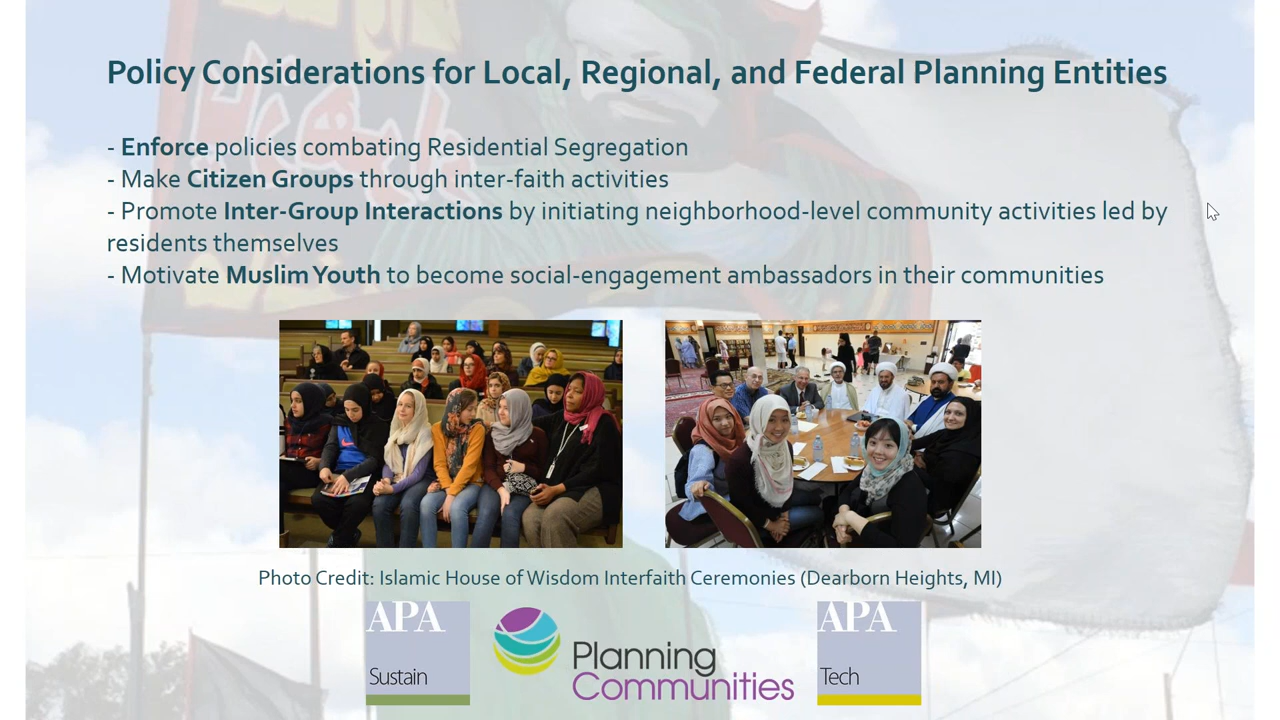 Policy Considerations for Local, Regional, and Federal Planning Entities
- Enforce policies combating Residential Segregation
- Make Citizen Groups through inter-faith activities
- Promote Inter-Group Interactions by initiating neighborhood-level community activities led by
residents themselves
- Motivate Muslim Youth to become social-engagement ambassadors in their communities
Photo Credit: Islamic House of Wisdom Interfaith Ceremonies (Dearborn Heights, MI)
APA
Sustain
Planning
Communities
APA
Tech